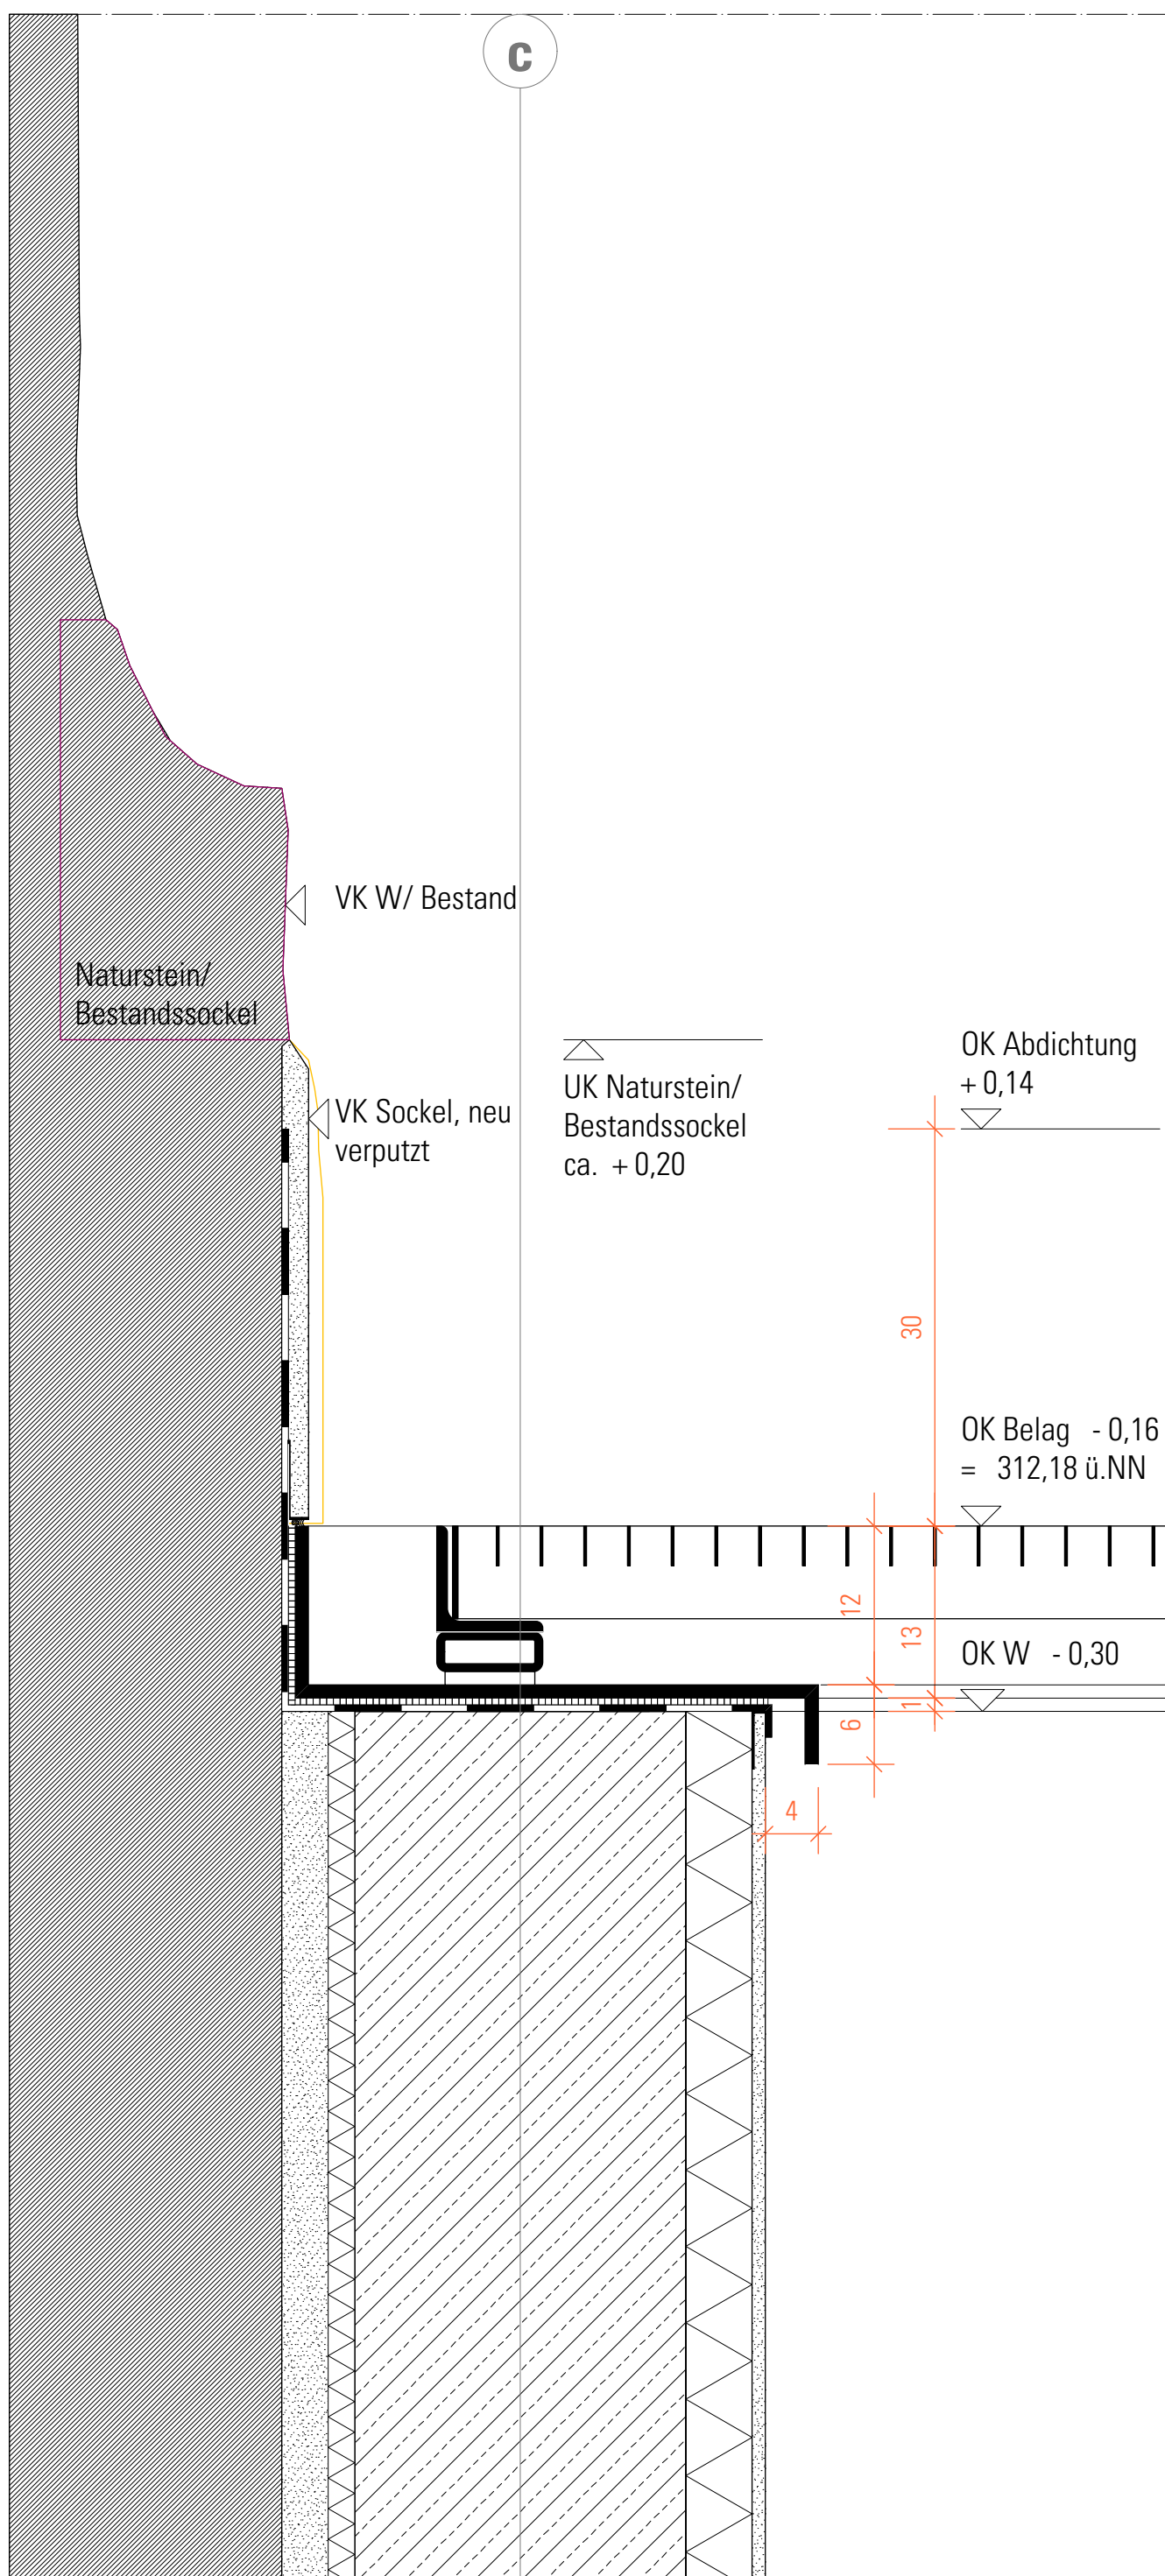 c
VK W/ Bestand
Naturstein/
Bestandssockel
OK Abdichtung
+ 0,14
UK Naturstein/
Bestandssockel
ca. + 0,20
VK Sockel, neu
verputzt
30
OK Belag - 0,16
= 312,18 ü.NN
12
13
OK W - 0,30
1
6
4